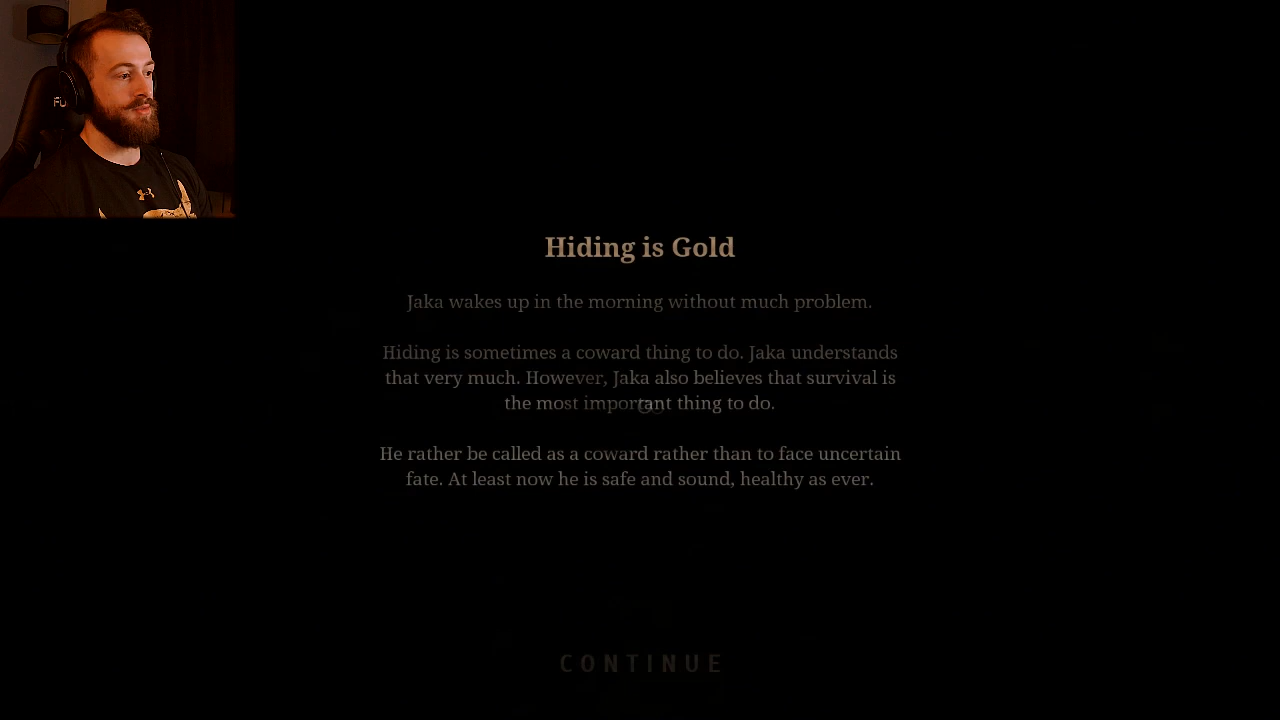 FU
Hiding is Gold
Jaka wakes up in the morning without much problem.
Hiding is sometimes a coward thing to do. Jaka understands
that very much. However, Jaka also believes that survival is
the most important thing to do.
He rather be called as a coward rather than to face uncertain
fate. At least now he is safe and sound, healthy as ever.
CONTINUE